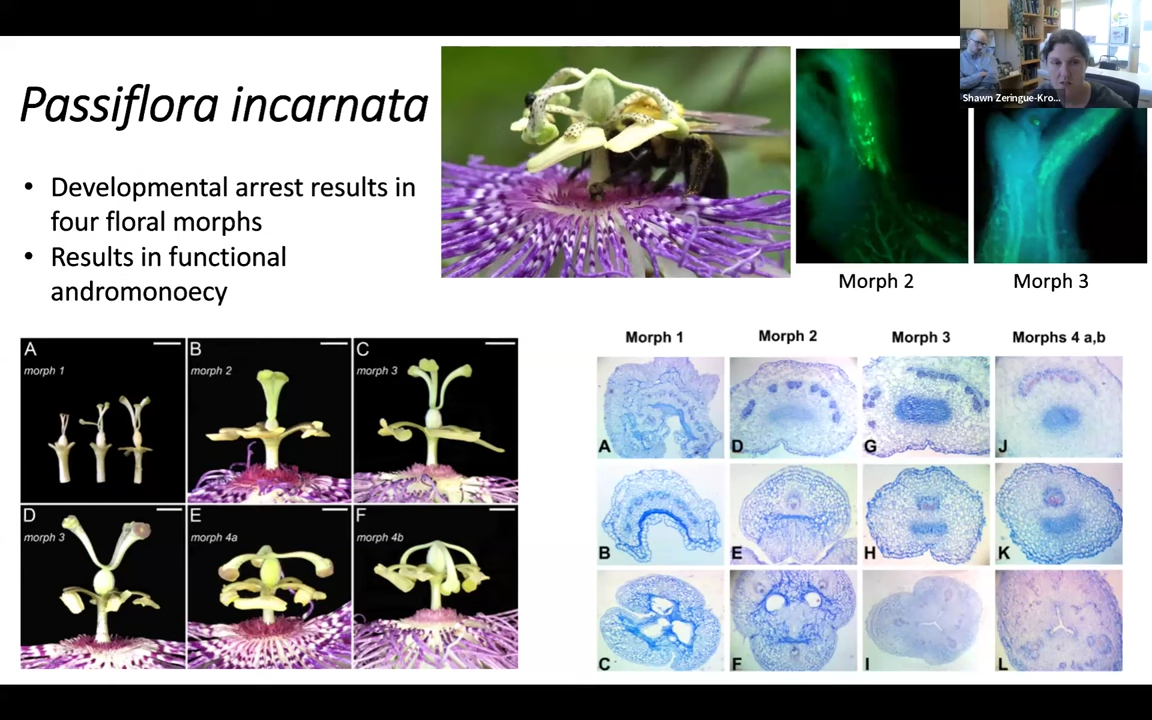 Shawn Zeringue-Kro...
Passiflora incarnata
• Developmental arrest results in
four floral morphs
• Results in functional
andromonoecy
Morph 2
Morph 3
A
morph 1
B
morph 2
C
morph 3
D
morph 3
E
morph 4a
F
morph 4b
Morph 1
Morph 2
Morph 3
Morphs 4 a,b
A
D
G
J
B
E
H
K
C
F
I
L